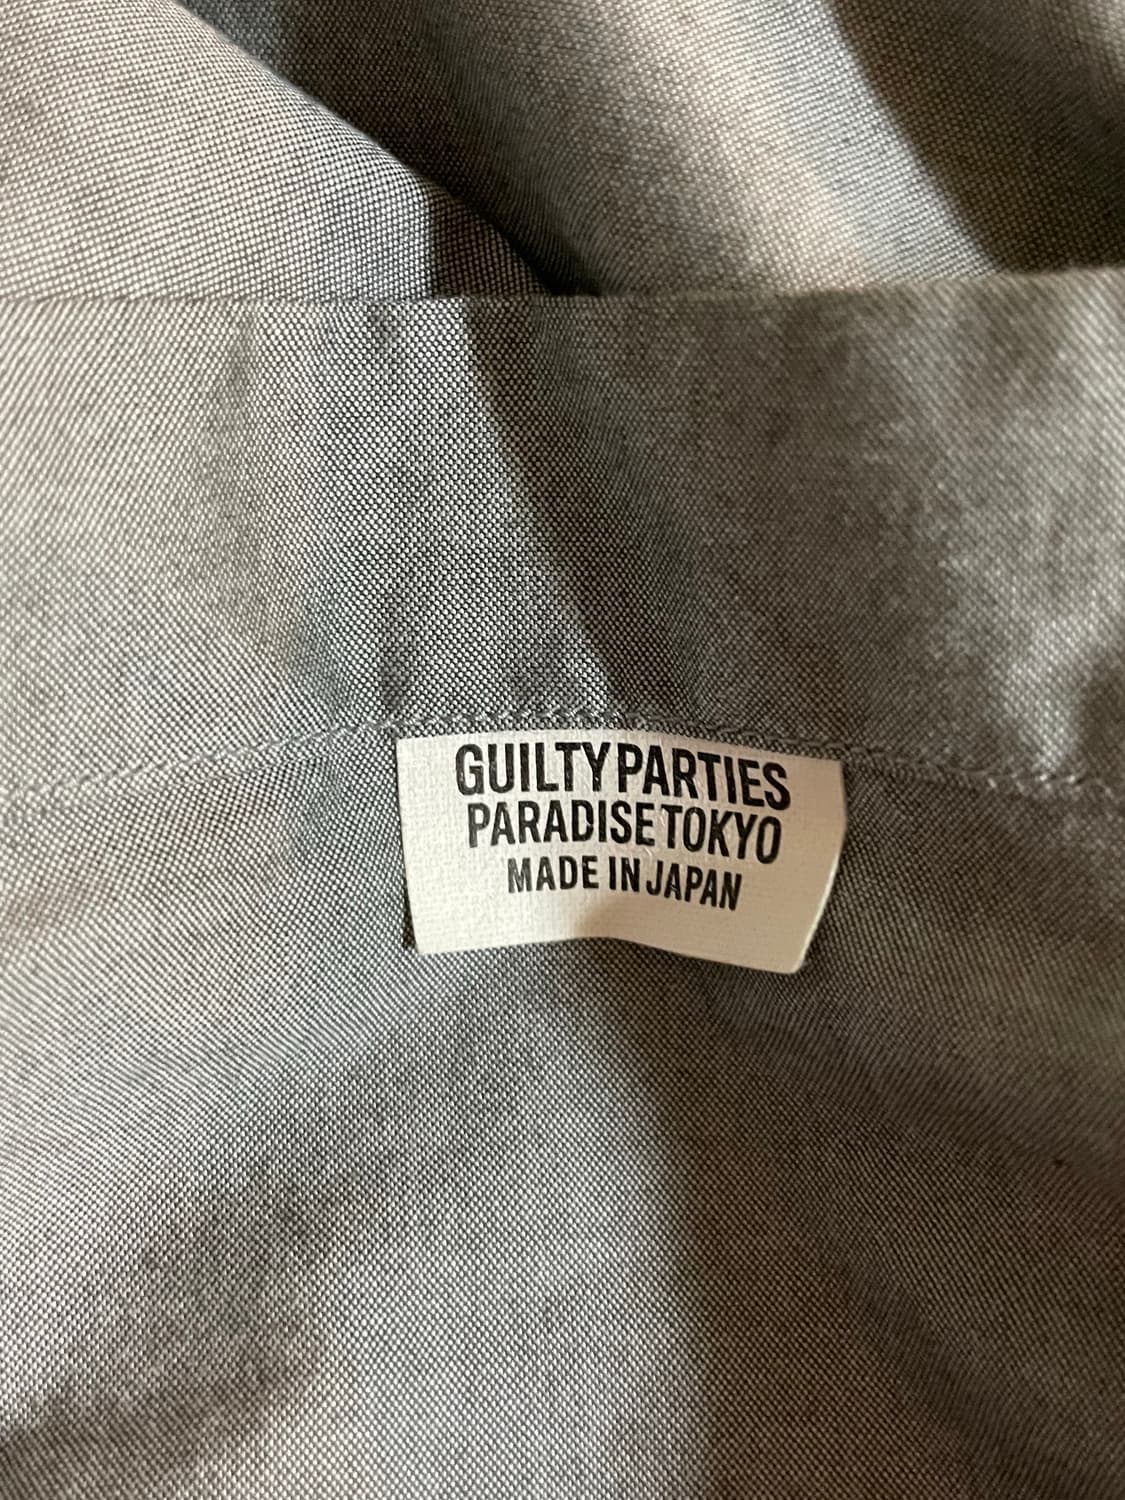 GUILTY PARTIES
PARADISE TOKYO
MADE IN JAPAN